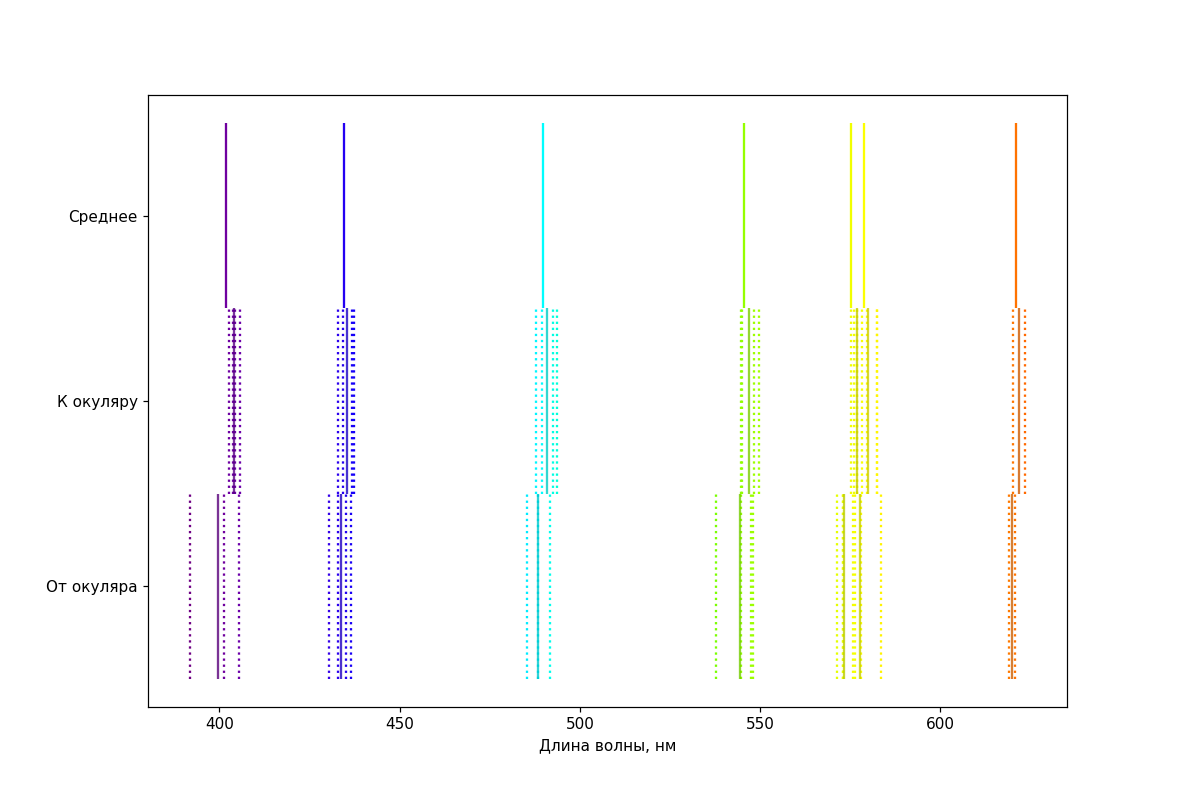 Среднее
К окуляру
От окуляра
400 450 500 550 600
Длина волны, нм